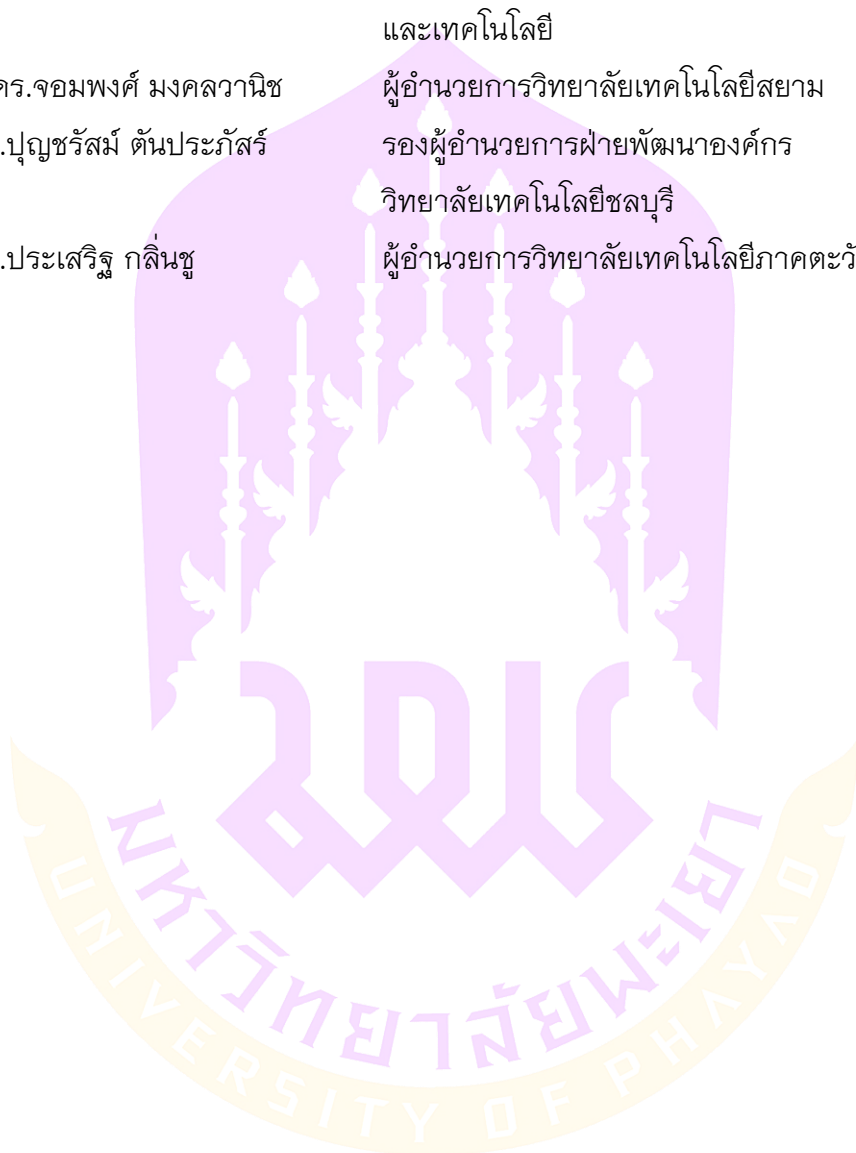 และเทคโนโลยี
ดร.จอมพงศ์ มงคลวานิช ผู้อำนวยการวิทยาลัยเทคโนโลยีสยาม
.ปุญชรัสม์ ตันประภัสร์ รองผู้อำนวยการฝ่ายพัฒนาองค์กร
วิทยาลัยเทคโนโลยีชลบุรี
.ประเสริฐ กลิ่นชู ผู้อำนวยการวิทยาลัยเทคโนโลยีภาคตะวั
มหาวิทยาลัยพะเยา
UNIVERSITY OF PHAYAO